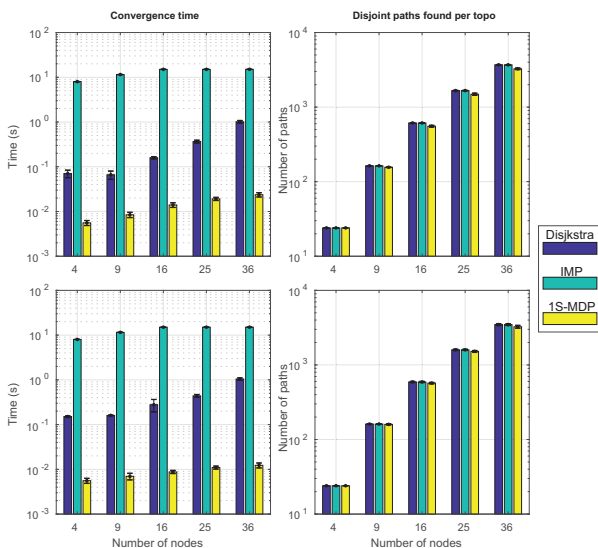 Convergence time
Disjoint paths found per topo
10 2
10 1
10 0
10 -1
10 -2
10 -3
Time (s)
4 9 16 25 36
10 4
10 3
10 2
10 1
Number of paths
4 9 16 25 36
Disjkstra
IMP
1S-MDP
10 2
10 1
10 0
10 -1
10 -2
10 -3
Time (s)
4 9 16 25 36
Number of nodes
10 4
10 3
10 2
10 1
Number of paths
4 9 16 25 36
Number of nodes